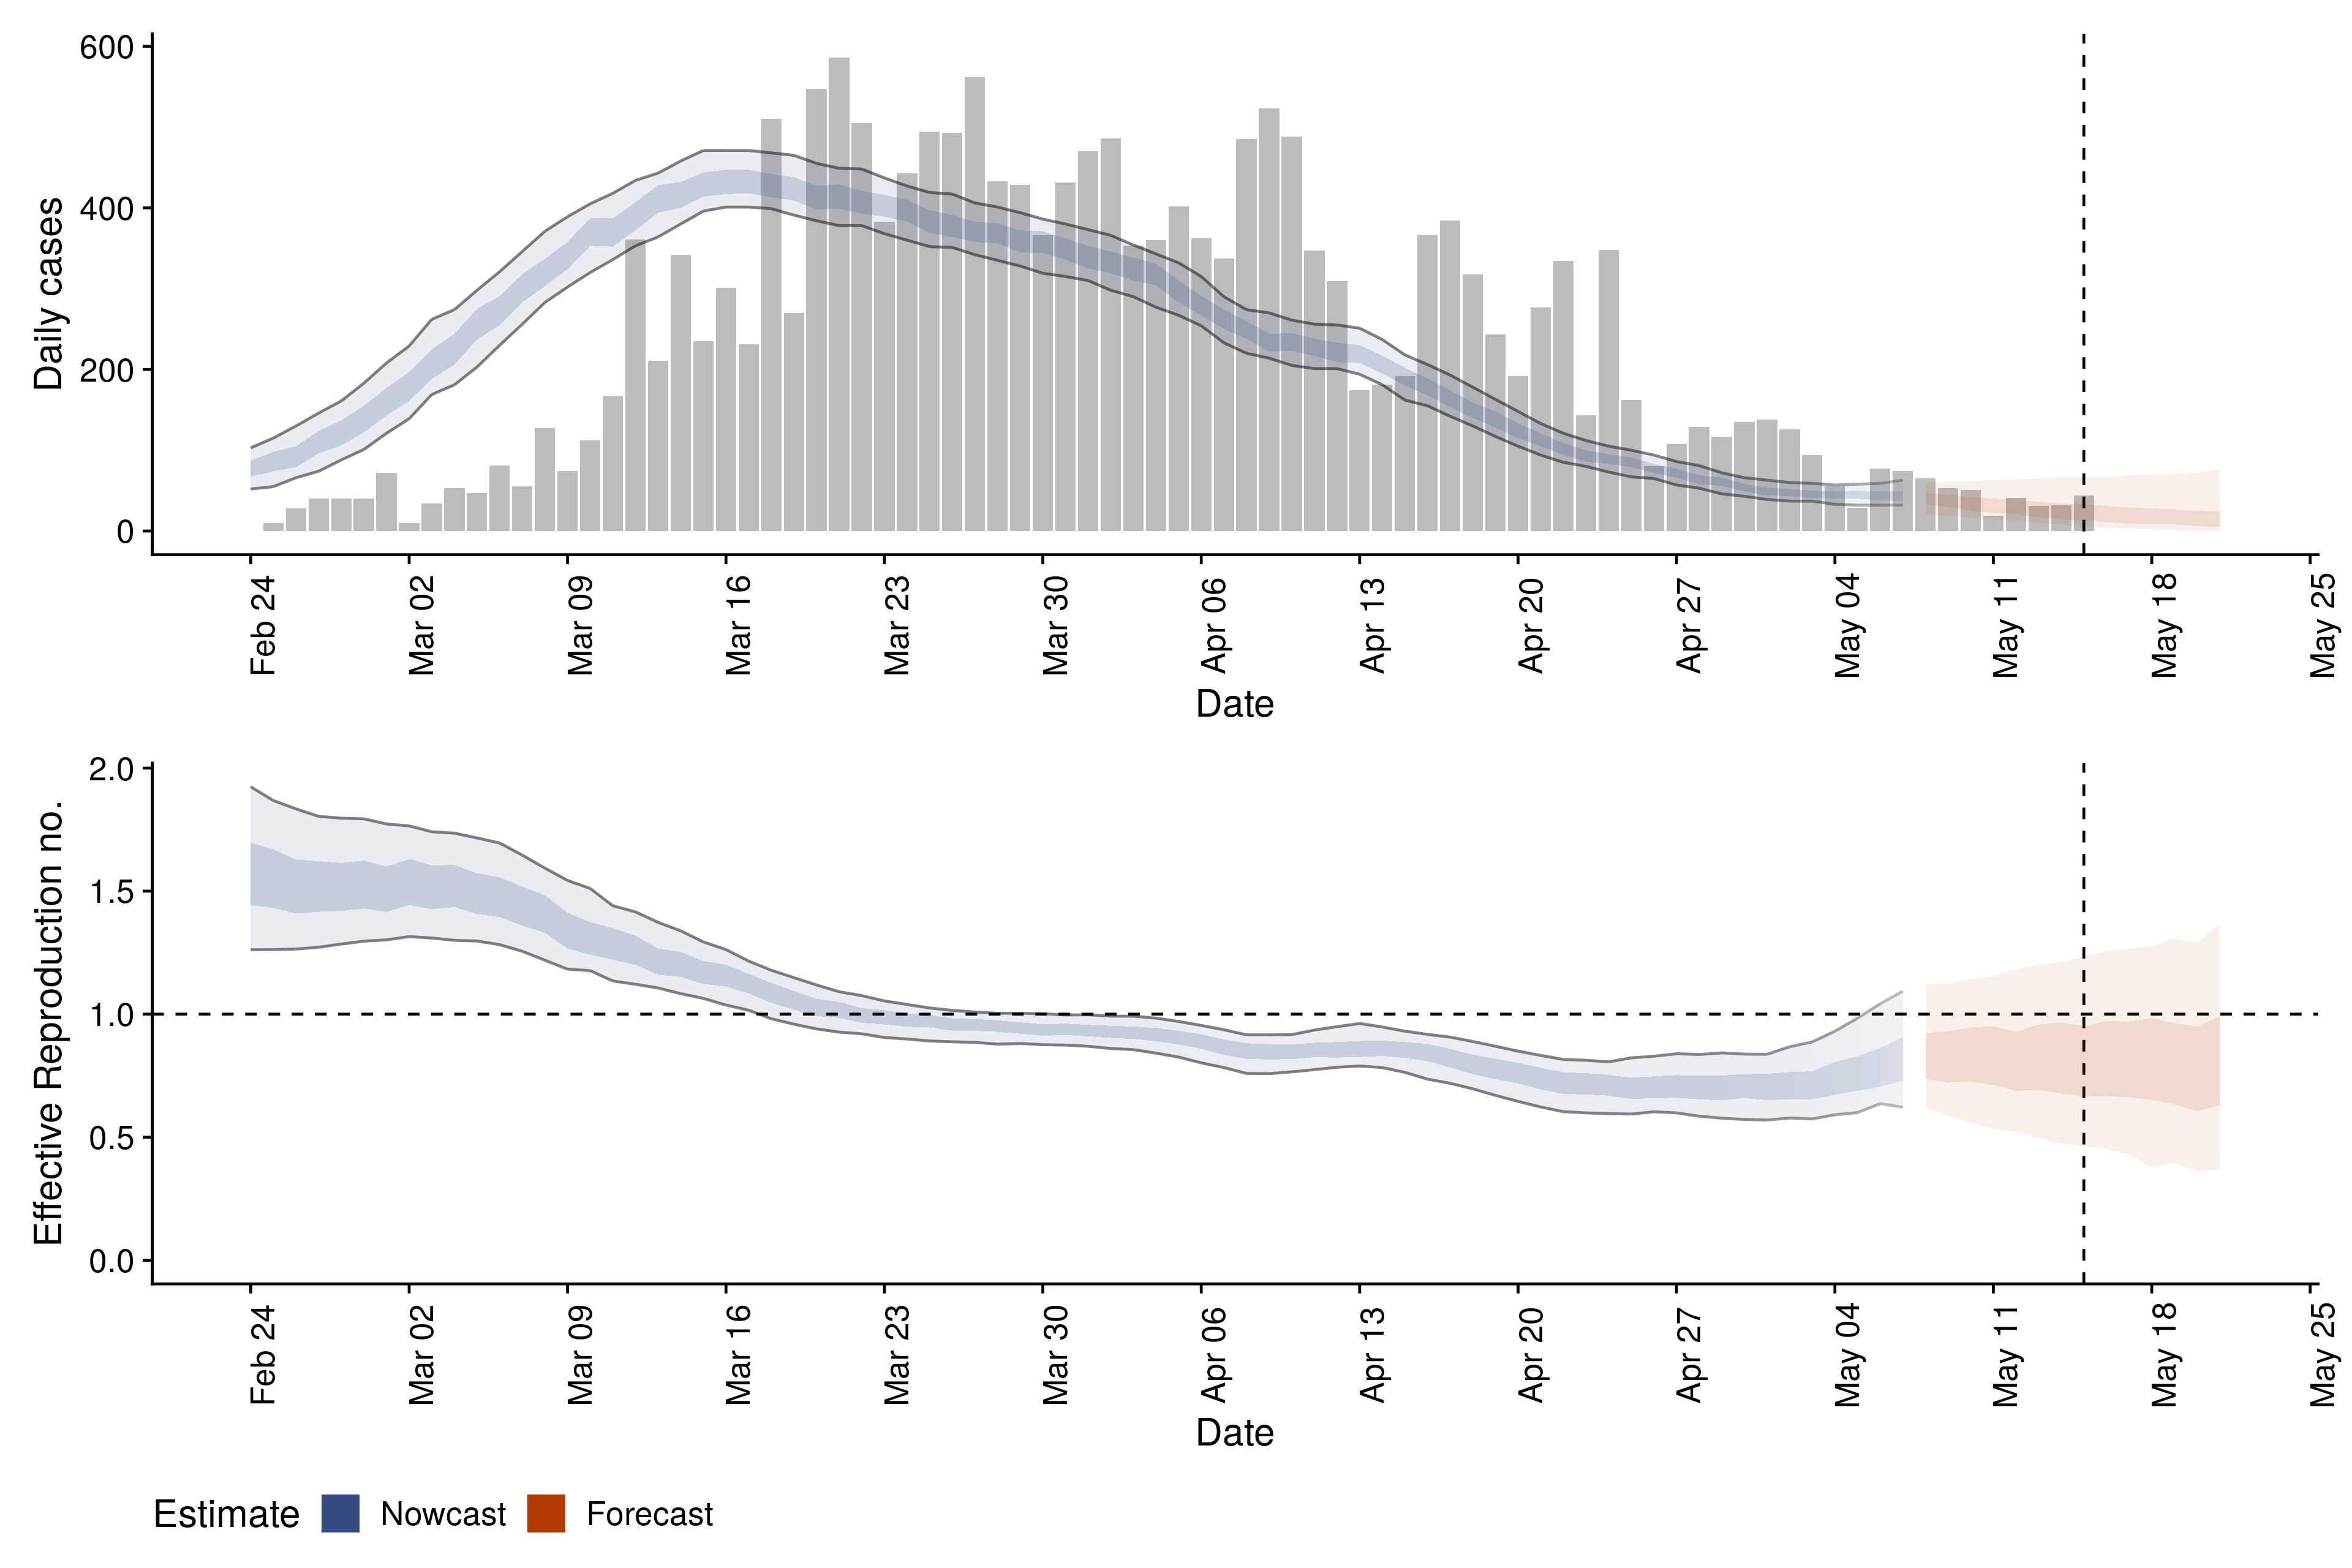 600
400
200
0
Daily cases
Feb 24
Mar 02
Mar 09
Mar 16
Mar 23
Mar 30
Apr 06
Apr 13
Apr 20
Apr 27
May 04
May 11
May 18
May 25
Date
2.0
1.5
1.0
0.5
0.0
Effective Reproduction no.
Feb 24
Mar 02
Mar 09
Mar 16
Mar 23
Mar 30
Apr 06
Apr 13
Apr 20
Apr 27
May 04
May 11
May 18
May 25
Date
Estimate Nowcast Forecast